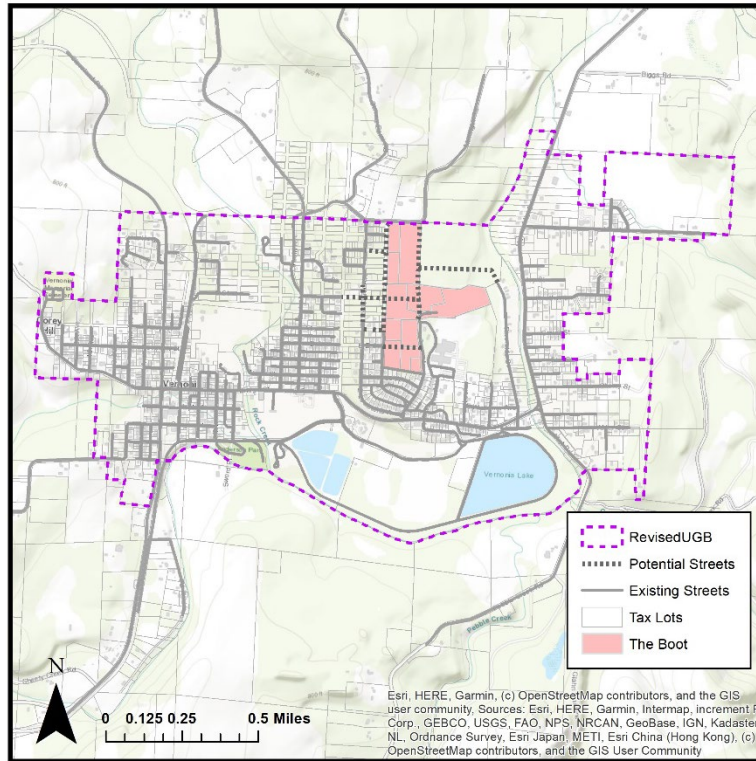 Riggs Rd
Vernonia
Corey
Hill
Vernonia
Rock Creek
Vernonia Lake
Pebble Creek
RevisedUGB
Potential Streets
Existing Streets
Tax Lots
The Boot
N
0 0.125 0.25 0.5 Miles
Esri, HERE, Garmin, (c) OpenStreetMap contributors, and the GIS
user community, Sources: Esri, HERE, Garmin, Intermap, increment P
Corp., GEBCO, USGS, FAO, NPS, NRCAN, GeoBase, IGN, Kadaster
NL, Ordnance Survey, Esri Japan, METI, Esri China (Hong Kong), (c)
OpenStreetMap contributors, and the GIS User Community